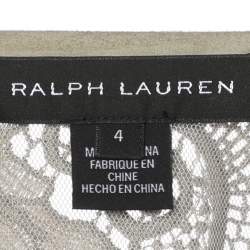 RALPH LAUREN
4
FABRIQUE EN
CHINE
HECHO EN CHINA